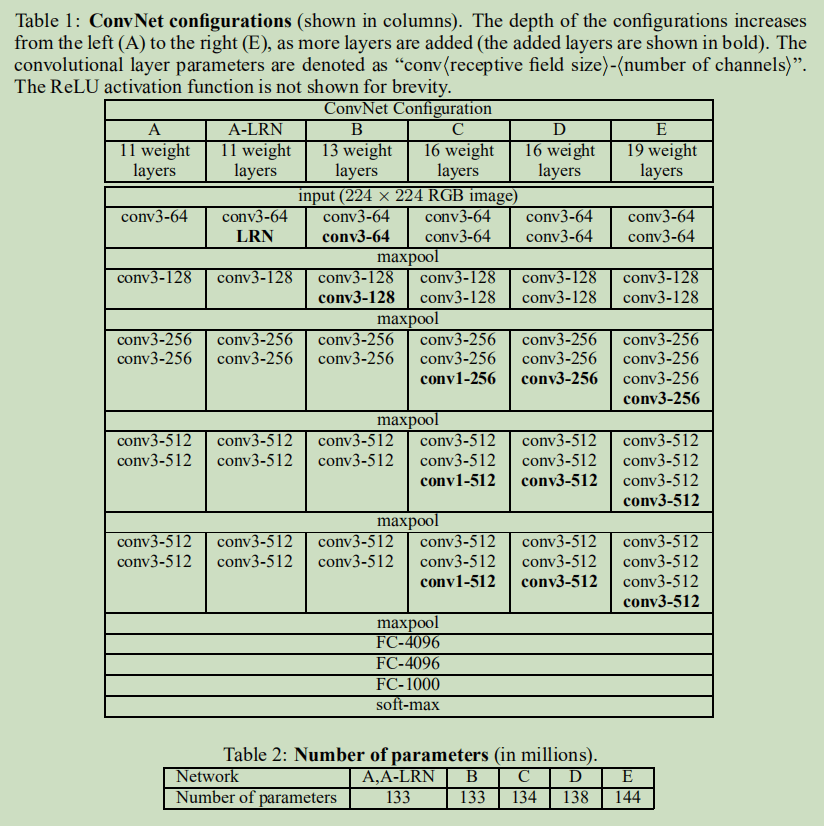 Table 1: ConvNet configurations (shown in columns). The depth of the configurations increases
from the left (A) to the right (E), as more layers are added (the added layers are shown in bold). The
convolutional layer parameters are denoted as “conv⟨receptive field size⟩-⟨number of channels⟩”.
The ReLU activation function is not shown for brevity.
ConvNet Configuration
A A-LRN B C D E
11 weight 11 weight 13 weight 16 weight 16 weight 19 weight
layers layers layers layers layers layers
input (224 × 224 RGB image)
conv3-64 conv3-64 conv3-64 conv3-64 conv3-64 conv3-64
LRN conv3-64 conv3-64 conv3-64 conv3-64
maxpool
conv3-128 conv3-128 conv3-128 conv3-128 conv3-128 conv3-128
conv3-128 conv3-128 conv3-128 conv3-128
maxpool
conv3-256 conv3-256 conv3-256 conv3-256 conv3-256 conv3-256
conv3-256 conv3-256 conv3-256 conv3-256 conv3-256 conv3-256
conv1-256 conv3-256 conv3-256
conv3-256
maxpool
conv3-512 conv3-512 conv3-512 conv3-512 conv3-512 conv3-512
conv3-512 conv3-512 conv3-512 conv3-512 conv3-512 conv3-512
conv1-512 conv3-512 conv3-512
conv3-512
maxpool
conv3-512 conv3-512 conv3-512 conv3-512 conv3-512 conv3-512
conv3-512 conv3-512 conv3-512 conv3-512 conv3-512 conv3-512
conv1-512 conv3-512 conv3-512
conv3-512
maxpool
FC-4096
FC-4096
FC-1000
soft-max
Table 2: Number of parameters (in millions).
Network A,A-LRN B C D E
Number of parameters 133 133 134 138 144